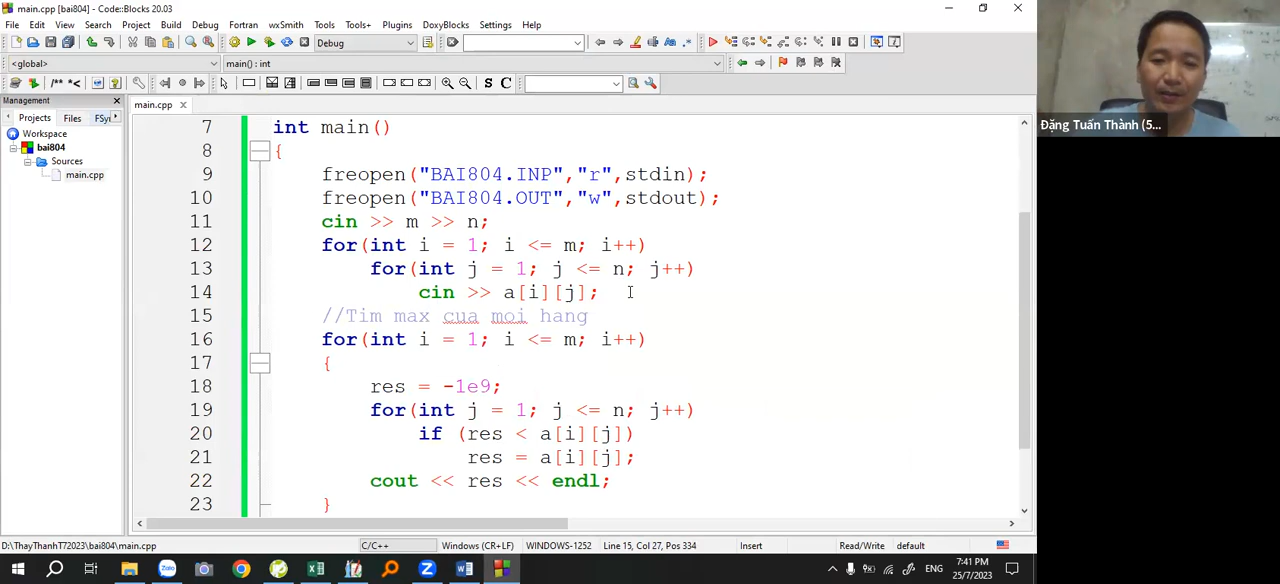 main.cpp [bai804] - Code::Blocks 20.03
File Edit View Search Project Build Debug Fortran wxSmith Tools Tools+ Plugins DoxyBlocks Settings Help
Debug
<global> main() : int
/** *<
S C
Management
main.cpp
Projects Files FSy
Workspace
bai804
Sources
main.cpp
7 int main()
8 {
9 freopen("BAI804.INP","r",stdin);
10 freopen("BAI804.OUT","w",stdout);
11 cin >> m >> n;
12 for(int i = 1; i <= m; i++)
13 for(int j = 1; j <= n; j++)
14 cin >> a[i][j];
15 //Tim max cua moi hang
16 for(int i = 1; i <= m; i++)
17 {
18 res = -1e9;
19 for(int j = 1; j <= n; j++)
20 if (res < a[i][j])
21 res = a[i][j];
22 cout << res << endl;
23 }
D:\ThayThanhT72023\bai804\main.cpp C/C++ Windows (CR+LF) WINDOWS-1252 Line 15, Col 27, Pos 334 Insert Read/Write default
Zalo
ENG
7:41 PM
25/7/2023
Đặng Tuấn Thành (5...